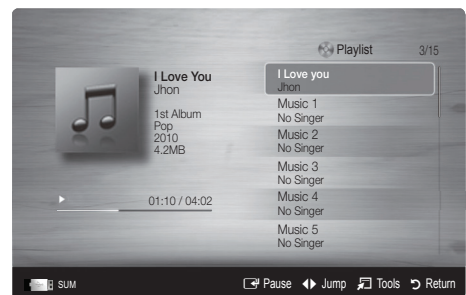 Playlist 3/15
I Love You
Jhon
1st Album
Pop
2010
4.2MB
01:10 / 04:02
I Love you
Jhon
Music 1
No Singer
Music 2
No Singer
Music 3
No Singer
Music 4
No Singer
Music 5
No Singer
SUM
Pause Jump Tools Return